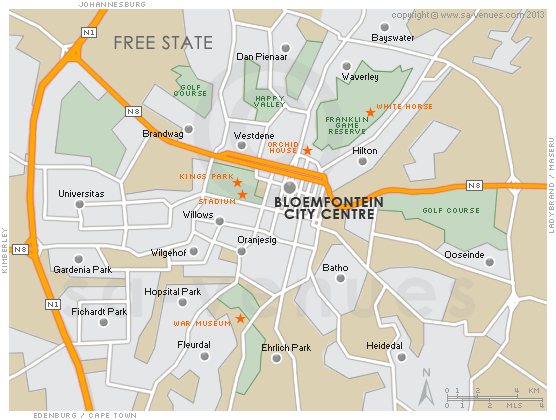 JOHANNESBURG
copyright © www.sa-venues.com 2013
N1
FREE STATE
Bayswater
Dan Pienaar
Waverley
GOLF
COURSE
HAPPY
VALLEY
WHITE HORSE
N8
FRANKLIN
GAME
RESERVE
Brandwag
Westdene
ORCHID
HOUSE
Hilton
KINGS PARK
N8
Universitas
STADIUM
BLOEMFONTEIN
CITY CENTRE
GOLF COURSE
LADYBRAND / MASERU
Willows
Oranjesig
KIMBERLEY
N8
Wilgehof
Ooseinde
Gardenia Park
Batho
sa-venues
Hopsital Park
N1
Fichardt Park
WAR MUSEUM
Fleurdal
Ehrlich Park
Heidedal
N
0 1 2 4 KM
0 1 2 4 MLS
EDENBURG / CAPE TOWN